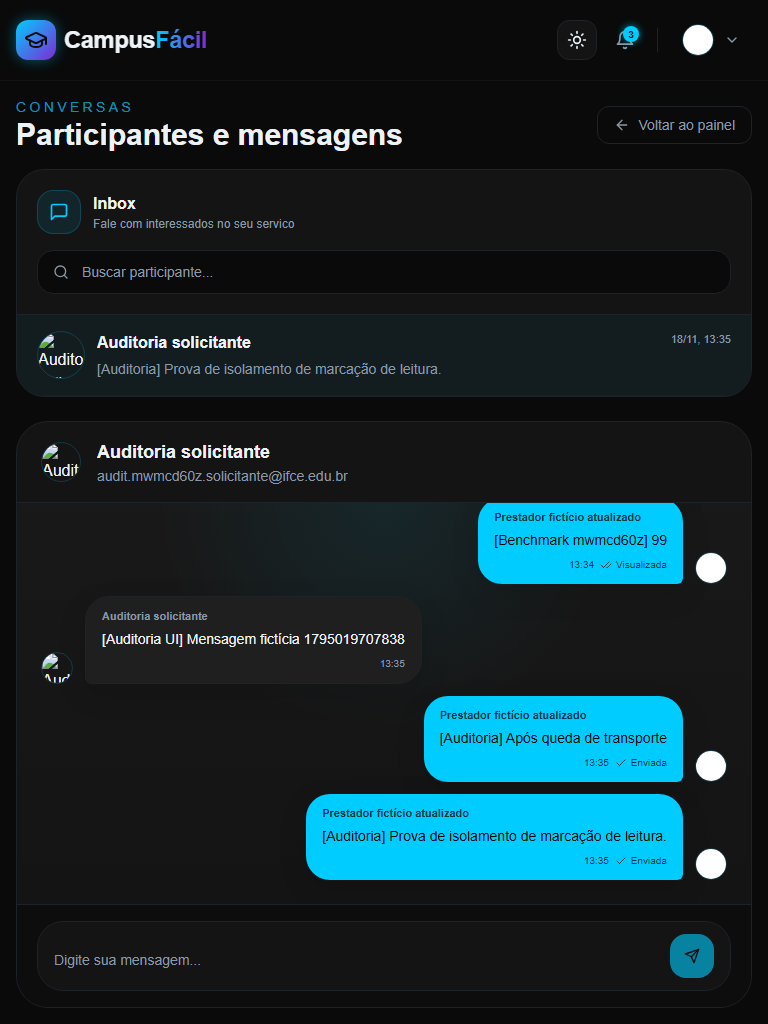 CampusFácil
3
CONVERSAS
Participantes e mensagens
Voltar ao painel
Inbox
Fale com interessados no seu servico
Buscar participante...
Audito
Auditoria solicitante
18/11, 13:35
[Auditoria] Prova de isolamento de marcação de leitura.
Audit
Auditoria solicitante
audit.mwmcd60z.solicitante@ifce.edu.br
Prestador fictício atualizado
[Benchmark mwmcd60z] 99
13:34 Visualizada
Auditoria solicitante
[Auditoria UI] Mensagem fictícia 1795019707838
13:35
Aud
Prestador fictício atualizado
[Auditoria] Após queda de transporte
13:35 Enviada
Prestador fictício atualizado
[Auditoria] Prova de isolamento de marcação de leitura.
13:35 Enviada
Digite sua mensagem...